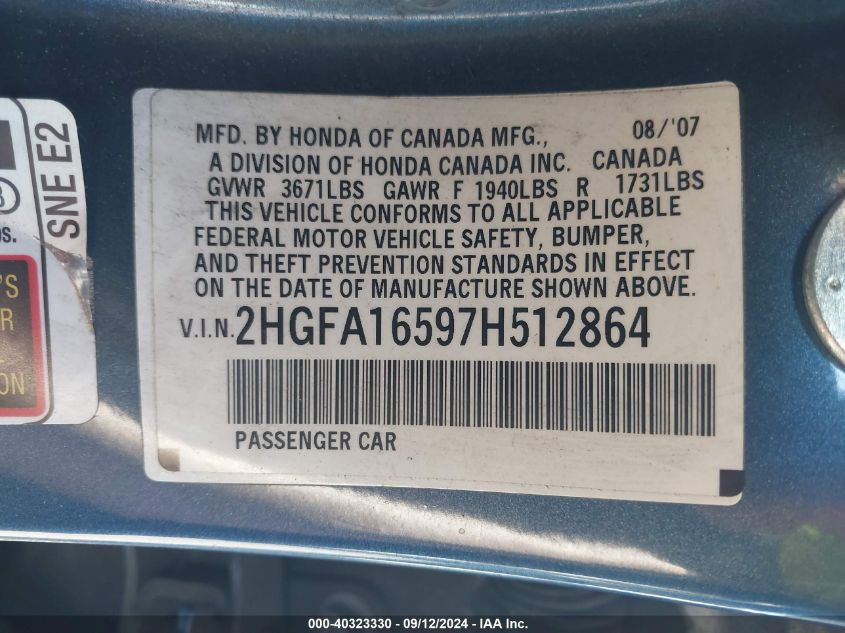 MFD. BY HONDA OF CANADA MFG., 08/'07
A DIVISION OF HONDA CANADA INC. CANADA
GVWR 3671LBS GAWR F 1940LBS R 1731LBS
THIS VEHICLE CONFORMS TO ALL APPLICABLE
FEDERAL MOTOR VEHICLE SAFETY, BUMPER,
AND THEFT PREVENTION STANDARDS IN EFFECT
ON THE DATE OF MANUFACTURE SHOWN ABOVE.
V.I.N. 2HGFA16597H512864
PASSENGER CAR
SNE E2
000-40323330 - 09/12/2024 - IAA Inc.